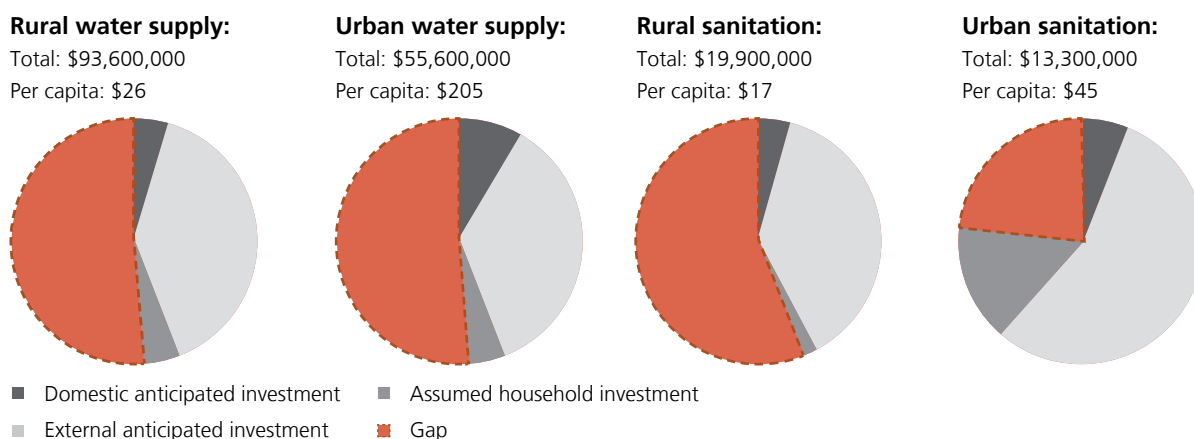 Rural water supply:
Total: $93,600,000
Per capita: $26
Urban water supply:
Total: $55,600,000
Per capita: $205
Rural sanitation:
Total: $19,900,000
Per capita: $17
Urban sanitation:
Total: $13,300,000
Per capita: $45
Domestic anticipated investment
Assumed household investment
External anticipated investment
Gap